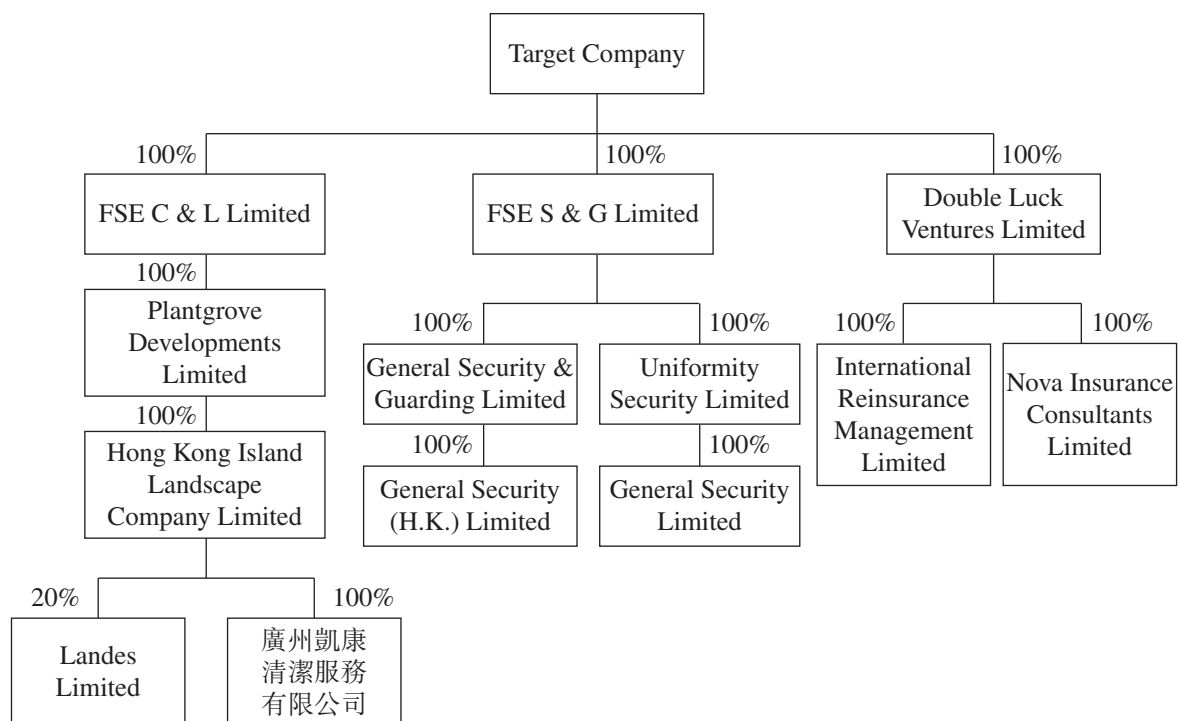 Target Company
100%
100%
100%
FSE C & L Limited
FSE S & G Limited
Double Luck
Ventures Limited
100%
Plantgrove
Developments
Limited
100%
Hong Kong Island
Landscape
Company Limited
20%
100%
Landes
Limited
廣州凱康
清潔服務
有限公司
100%
100%
General Security &
Guarding Limited
Uniformity
Security Limited
100%
100%
General Security
(H.K.) Limited
General Security
Limited
100%
100%
International
Reinsurance
Management
Limited
Nova Insurance
Consultants
Limited